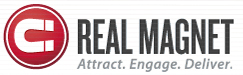 REAL MAGNET
Attract. Engage. Deliver.